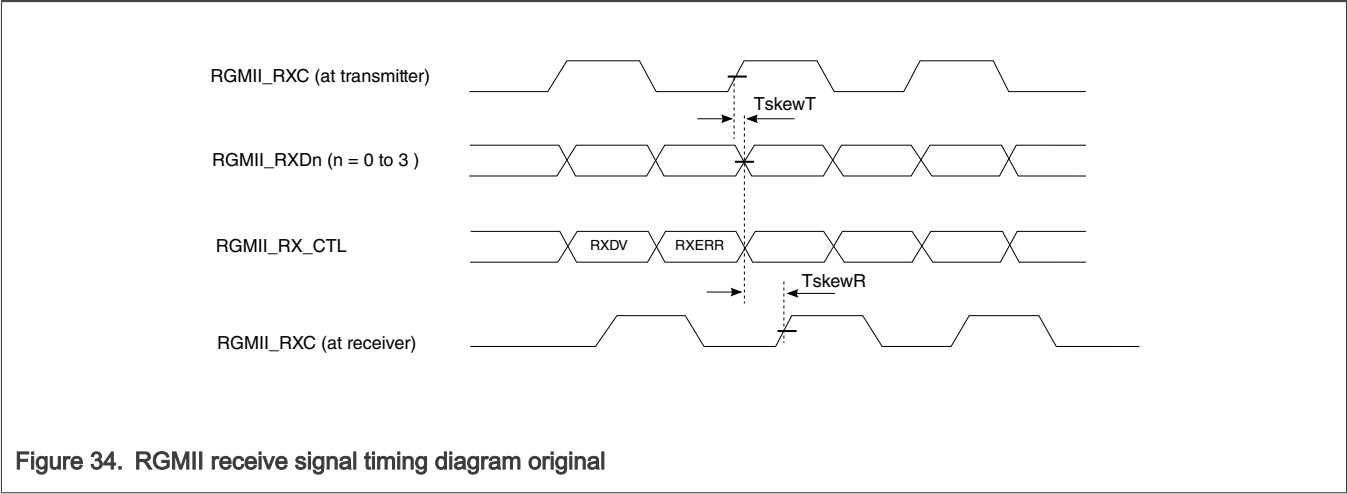 RGMII_RXC (at transmitter)
TskewT
RGMII_RXDn (n = 0 to 3 )
RGMII_RX_CTL
RXDV
RXERR
TskewR
RGMII_RXC (at receiver)
Figure 34. RGMII receive signal timing diagram original